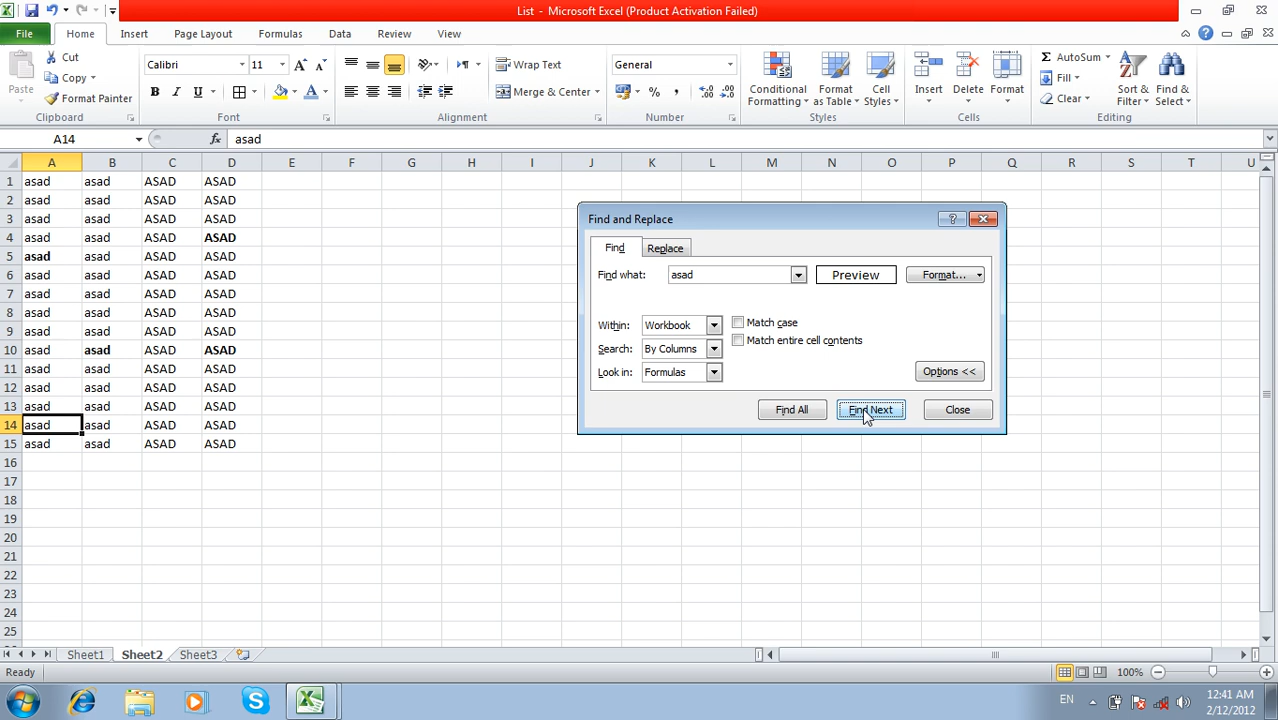 List - Microsoft Excel (Product Activation Failed)
File Home Insert Page Layout Formulas Data Review View
Paste
Cut
Copy
Format Painter
Clipboard
Calibri 11
B I U
Font
Wrap Text
Merge & Center
Alignment
General
Number
Conditional Formatting
Format as Table
Cell Styles
Styles
Insert
Delete
Format
Cells
AutoSum
Fill
Clear
Sort & Filter
Find & Select
Editing
A14 fx asad
A B C D E F G H I J K L M N O P Q R S T U
1 asad asad ASAD ASAD
2 asad asad ASAD ASAD
3 asad asad ASAD ASAD
4 asad asad ASAD ASAD
5 asad asad ASAD ASAD
6 asad asad ASAD ASAD
7 asad asad ASAD ASAD
8 asad asad ASAD ASAD
9 asad asad ASAD ASAD
10 asad asad ASAD ASAD
11 asad asad ASAD ASAD
12 asad asad ASAD ASAD
13 asad asad ASAD ASAD
14 asad asad ASAD ASAD
15 asad asad ASAD ASAD
16
17
18
19
20
21
22
23
24
25
Find and Replace
Find Replace
Find what: asad Preview Format...
Within: Workbook Match case
Search: By Columns Match entire cell contents
Look in: Formulas
Options <<
Find All Find Next Close
Sheet1 Sheet2 Sheet3
Ready 100%
EN 12:41 AM
2/12/2012